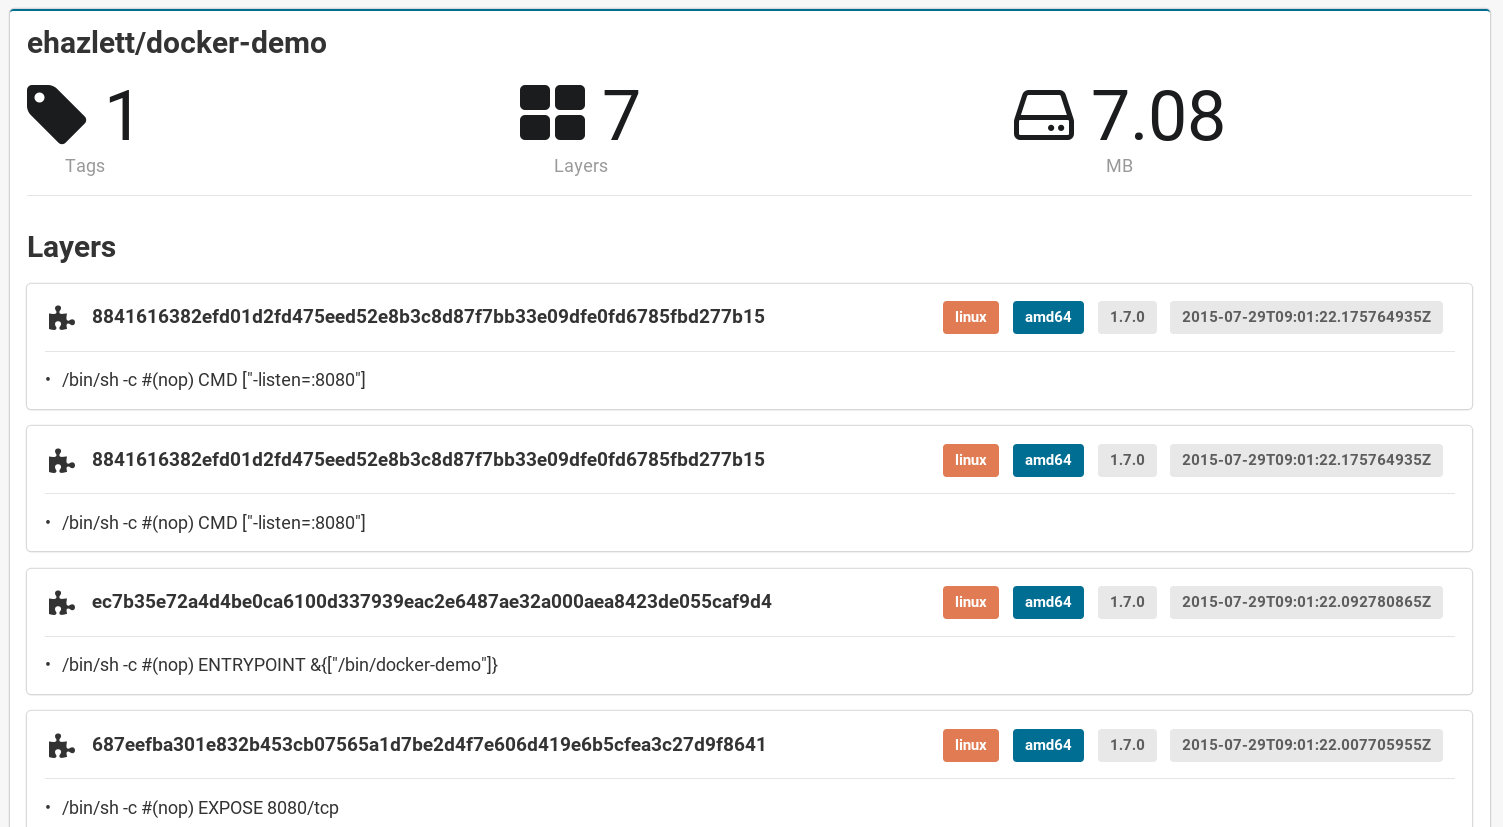 ehazlett/docker-demo
1 7 7.08
Tags Layers MB
Layers
8841616382efd01d2fd475eed52e8b3c8d87f7bb33e09dfe0fd6785fbd277b15 linux amd64 1.7.0 2015-07-29T09:01:22.175764935Z
• /bin/sh -c #(nop) CMD ["-listen=:8080"]
8841616382efd01d2fd475eed52e8b3c8d87f7bb33e09dfe0fd6785fbd277b15 linux amd64 1.7.0 2015-07-29T09:01:22.175764935Z
• /bin/sh -c #(nop) CMD ["-listen=:8080"]
ec7b35e72a4d4be0ca6100d337939eac2e6487ae32a000aea8423de055caf9d4 linux amd64 1.7.0 2015-07-29T09:01:22.092780865Z
• /bin/sh -c #(nop) ENTRYPOINT &{["/bin/docker-demo"]}
687eefba301e832b453cb07565a1d7be2d4f7e606d419e6b5cfea3c27d9f8641 linux amd64 1.7.0 2015-07-29T09:01:22.007705955Z
• /bin/sh -c #(nop) EXPOSE 8080/tcp